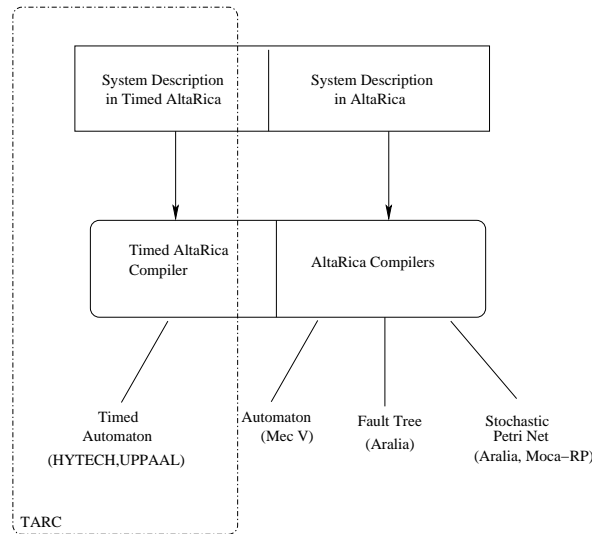 System Description
in Timed AltaRica
System Description
in AltaRica
Timed AltaRica
Compiler
AltaRica Compilers
Timed
Automaton
(HYTECH,UPPAAL)
Automaton
(Mec V)
Fault Tree
(Aralia)
Stochastic
Petri Net
(Aralia, Moca−RP)
TARC